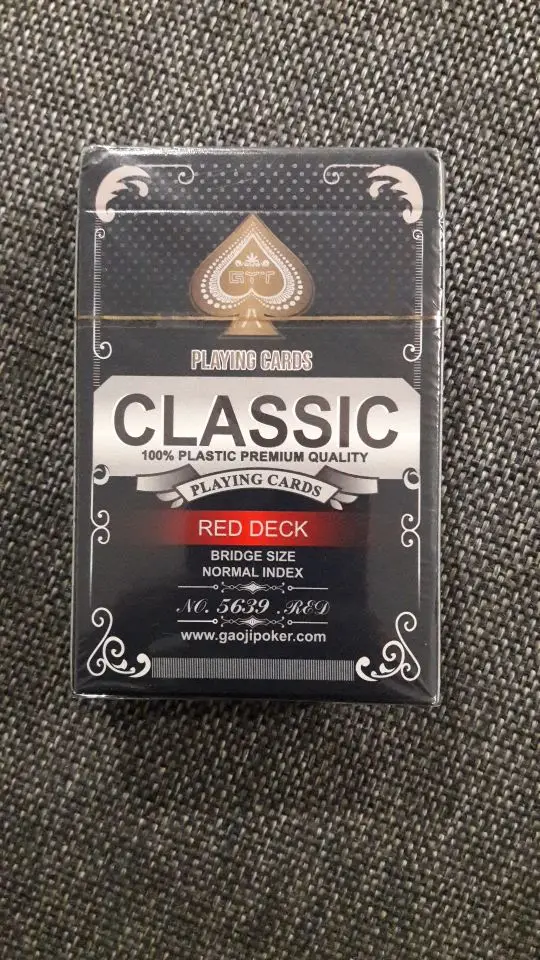 GYT
PLAYING CARDS
CLASSIC
100% PLASTIC PREMIUM QUALITY
PLAYING CARDS
RED DECK
BRIDGE SIZE
NORMAL INDEX
NO. 5639 .RED
www.gaojipoker.com